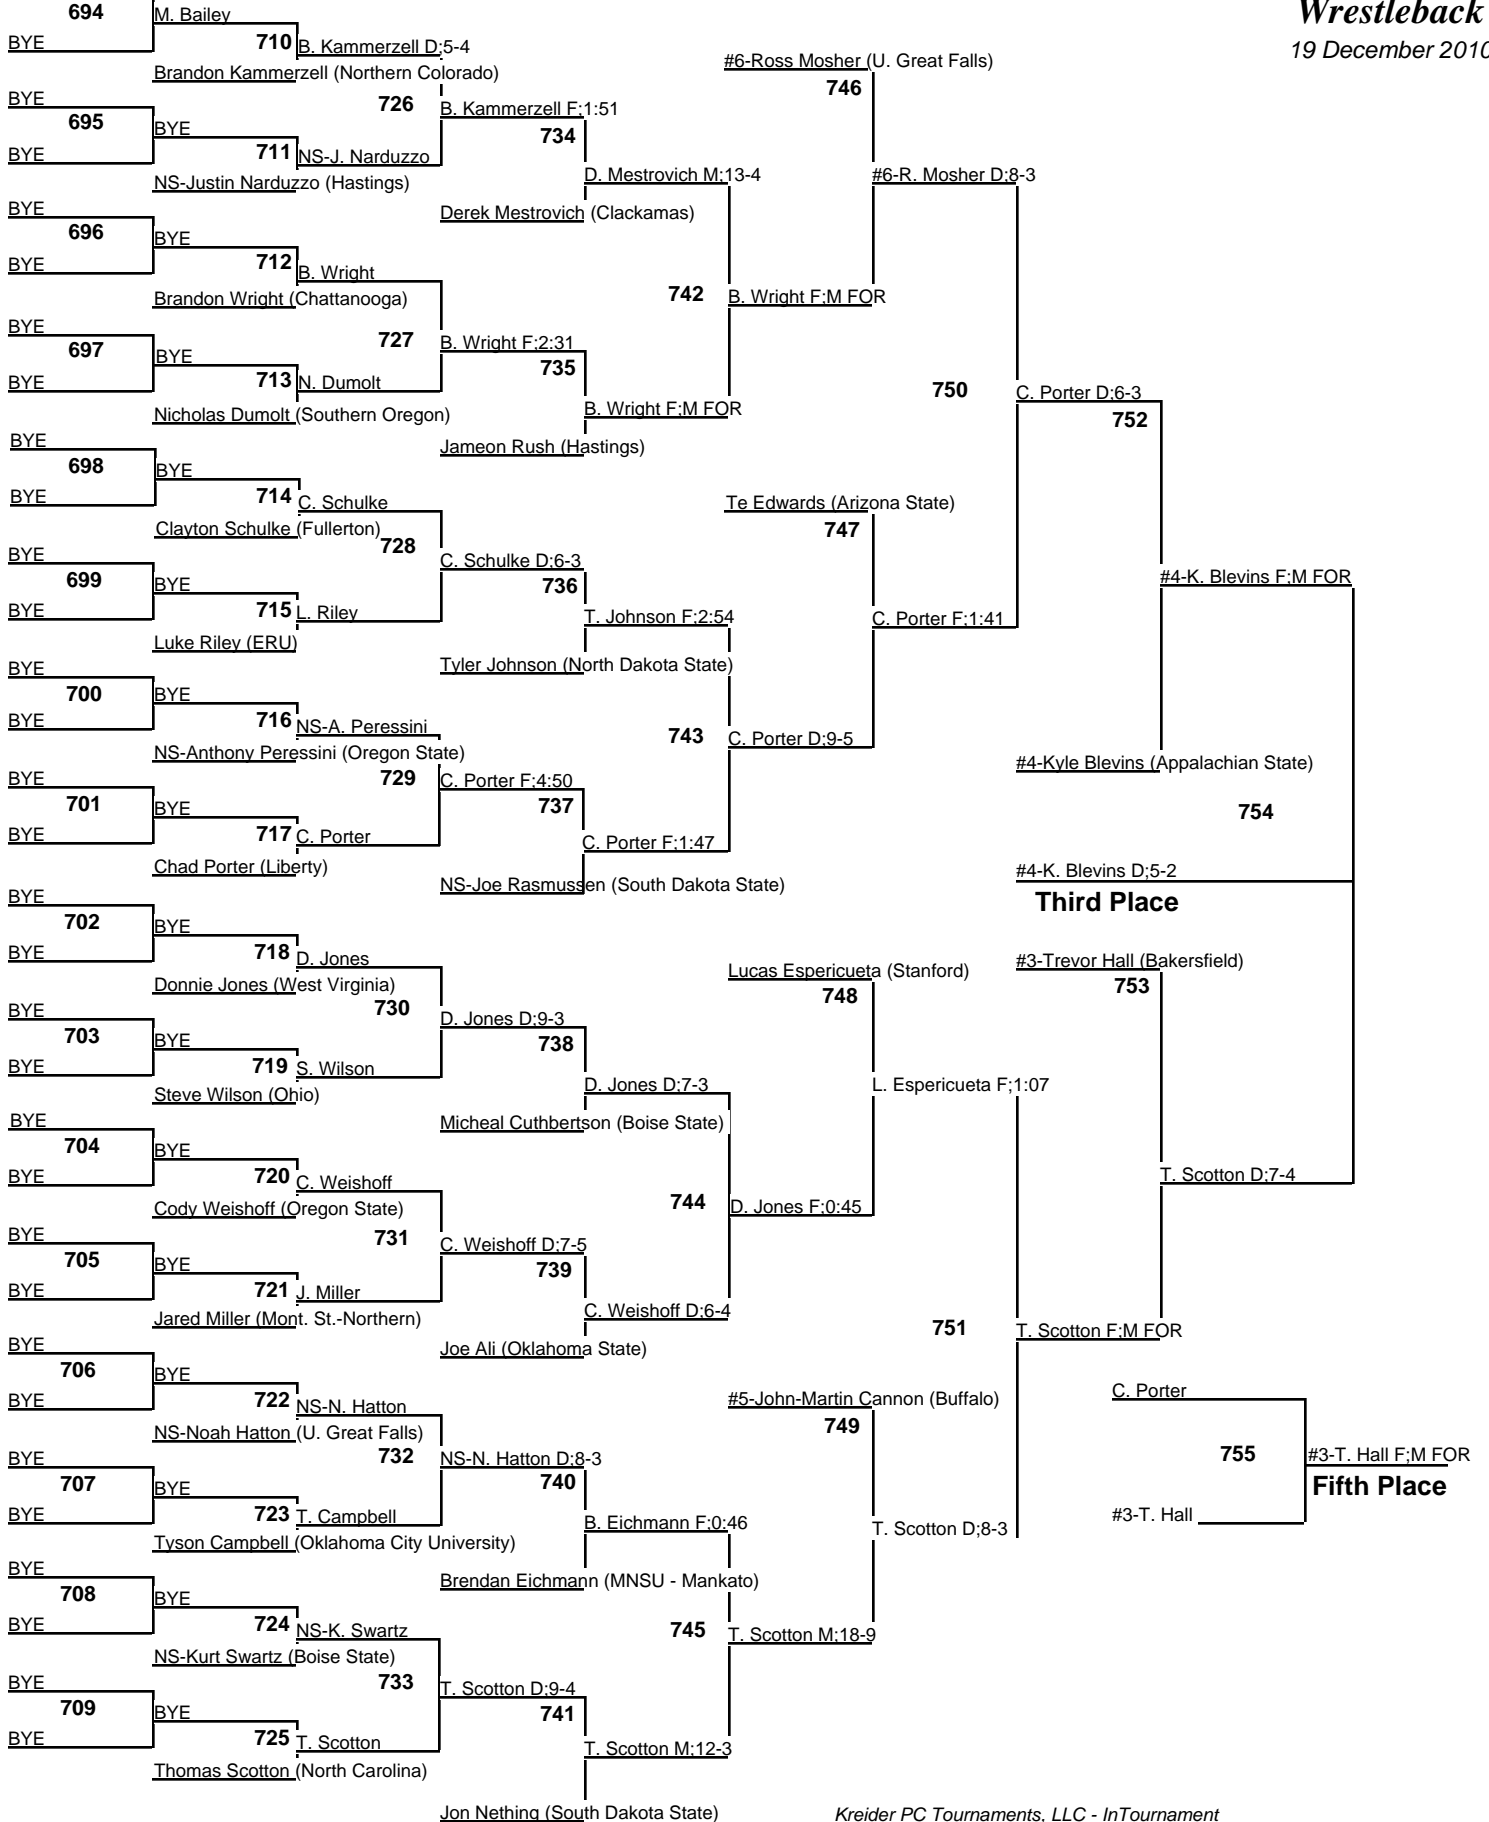 Wrestleback
19 December 2010
694
M. Bailey
BYE
710
B. Kammerzell D;5-4
Brandon Kammerzell (Northern Colorado)
#6-Ross Mosher (U. Great Falls)
746
BYE
726
B. Kammerzell F;1:51
695
BYE
734
BYE
711
NS-J. Narduzzo
NS-Justin Narduzzo (Hastings)
D. Mestrovich M;13-4
#6-R. Mosher D;8-3
BYE
Derek Mestrovich (Clackamas)
696
BYE
BYE
712
B. Wright
Brandon Wright (Chattanooga)
742
B. Wright F;M FOR
BYE
727
B. Wright F;2:31
697
BYE
735
BYE
713
N. Dumolt
750
C. Porter D;6-3
Nicholas Dumolt (Southern Oregon)
B. Wright F;M FOR
752
BYE
Jameon Rush (Hastings)
698
BYE
BYE
714
C. Schulke
Te Edwards (Arizona State)
Clayton Schulke (Fullerton)
747
728
BYE
C. Schulke D;6-3
699
BYE
736
#4-K. Blevins F;M FOR
BYE
715
L. Riley
T. Johnson F;2:54
C. Porter F;1:41
Luke Riley (ERU)
BYE
Tyler Johnson (North Dakota State)
700
BYE
BYE
716
NS-A. Peressini
743
C. Porter D;9-5
NS-Anthony Peressini (Oregon State)
#4-Kyle Blevins (Appalachian State)
BYE
729
C. Porter F;4:50
701
BYE
737
754
BYE
717
C. Porter
C. Porter F;1:47
Chad Porter (Liberty)
NS-Joe Rasmussen (South Dakota State)
#4-K. Blevins D;5-2
Third Place
BYE
702
BYE
BYE
718
D. Jones
#3-Trevor Hall (Bakersfield)
Lucas Espericueta (Stanford)
Donnie Jones (West Virginia)
753
748
BYE
730
D. Jones D;9-3
703
BYE
738
BYE
719
S. Wilson
D. Jones D;7-3
L. Espericueta F;1:07
Steve Wilson (Ohio)
BYE
Micheal Cuthbertson (Boise State)
704
BYE
BYE
720
C. Weishoff
T. Scotton D;7-4
Cody Weishoff (Oregon State)
744
D. Jones F;0:45
BYE
731
C. Weishoff D;7-5
705
BYE
739
BYE
721
J. Miller
C. Weishoff D;6-4
Jared Miller (Mont. St.-Northern)
751
T. Scotton F;M FOR
BYE
Joe Ali (Oklahoma State)
706
BYE
BYE
722
NS-N. Hatton
#5-John-Martin Cannon (Buffalo)
C. Porter
NS-Noah Hatton (U. Great Falls)
749
BYE
732
NS-N. Hatton D;8-3
755
#3-T. Hall F;M FOR
707
BYE
740
Fifth Place
BYE
723
T. Campbell
B. Eichmann F;0:46
T. Scotton D;8-3
#3-T. Hall
Tyson Campbell (Oklahoma City University)
BYE
Brendan Eichmann (MNSU - Mankato)
708
BYE
BYE
724
NS-K. Swartz
745
T. Scotton M;18-9
NS-Kurt Swartz (Boise State)
BYE
733
T. Scotton D;9-4
709
BYE
741
BYE
725
T. Scotton
T. Scotton M;12-3
Thomas Scotton (North Carolina)
Jon Nething (South Dakota State)
Kreider PC Tournaments, LLC - InTournament